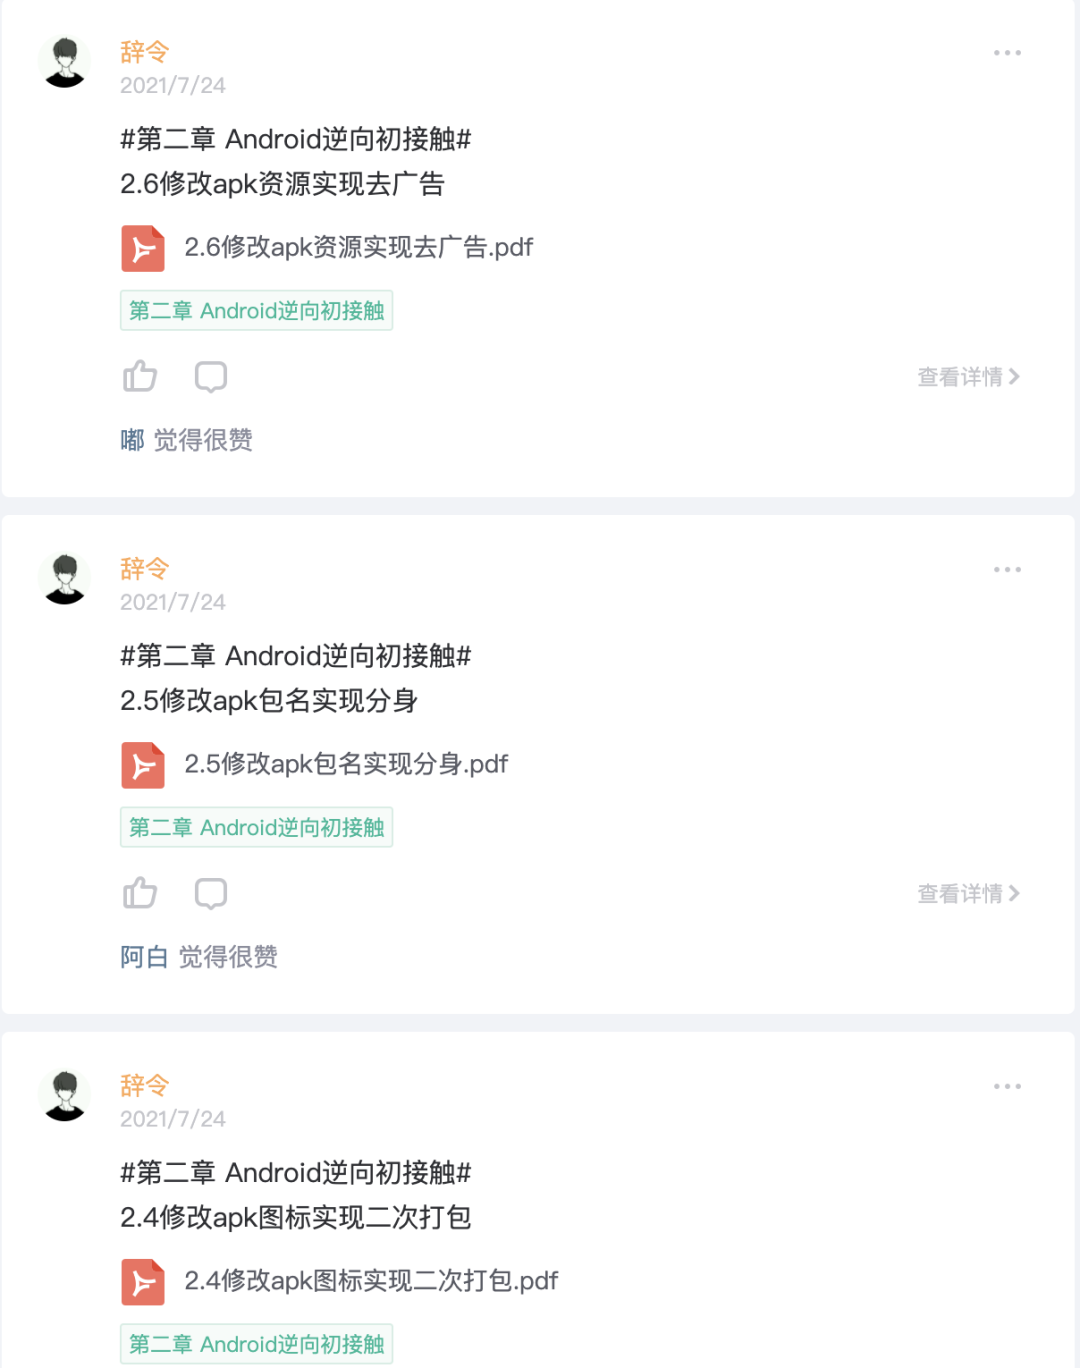 辞令
2021/7/24
#第二章 Android逆向初接触#
2.6修改apk资源实现去广告
2.6修改apk资源实现去广告.pdf
第二章 Android逆向初接触
查看详情
嘟 觉得很赞
辞令
2021/7/24
#第二章 Android逆向初接触#
2.5修改apk包名实现分身
2.5修改apk包名实现分身.pdf
第二章 Android逆向初接触
查看详情
阿白 觉得很赞
辞令
2021/7/24
#第二章 Android逆向初接触#
2.4修改apk图标实现二次打包
2.4修改apk图标实现二次打包.pdf
第二章 Android逆向初接触